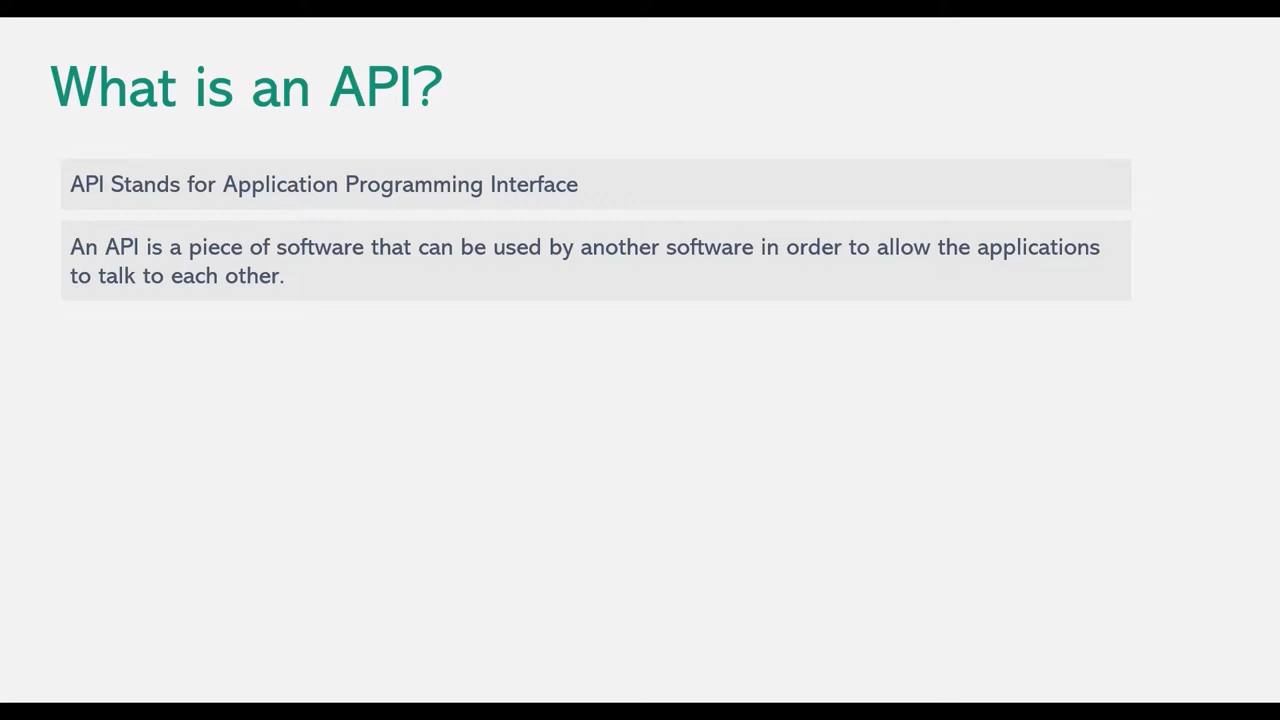 What is an API?
API Stands for Application Programming Interface
An API is a piece of software that can be used by another software in order to allow the applications
to talk to each other.